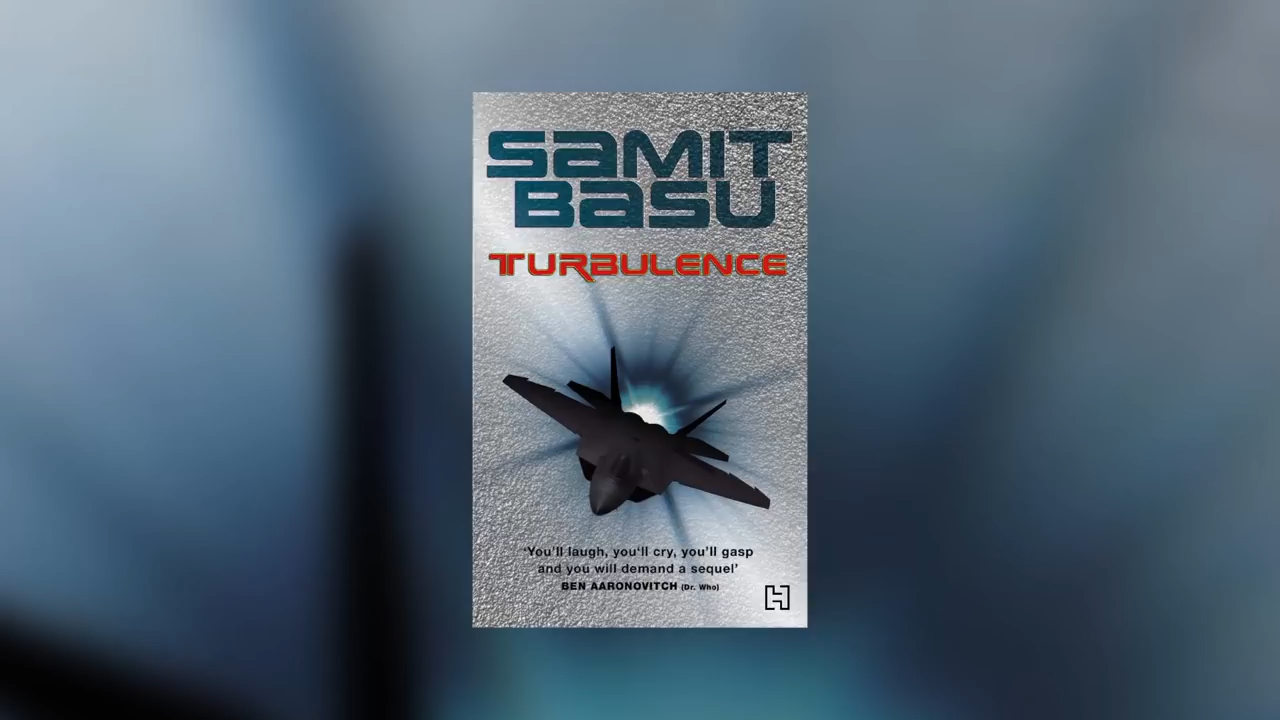 SAMIT
BASU
TURBULENCE
‘You’ll laugh, you‘ll cry, you’ll gasp
and you will demand a sequel’
BEN AARONOVITCH (Dr. Who)